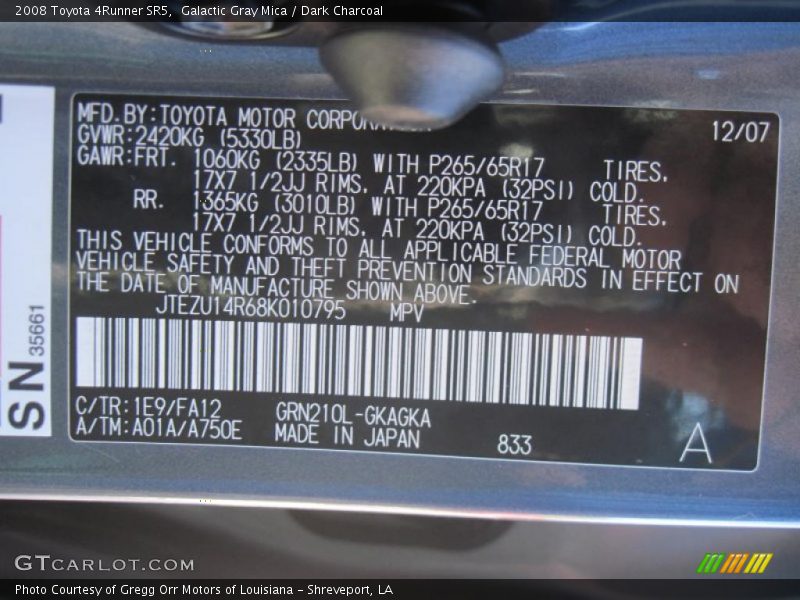 2008 Toyota 4Runner SR5,  Galactic Gray Mica / Dark Charcoal
MFD.BY:TOYOTA MOTOR 12/07
GVWR:2420KG (5330LB)
GAWR:FRT. 1060KG (2335LB) WITH P265/65R17 TIRES,
17X7 1/2JJ RIMS. AT 220KPA (32PSI) COLD.
RR. 1365KG (3010LB) WITH P265/65R17 TIRES,
17X7 1/2JJ RIMS. AT 220KPA (32PSI) COLD.
THIS VEHICLE CONFORMS TO ALL APPLICABLE FEDERAL MOTOR
VEHICLE SAFETY AND THEFT PREVENTION STANDARDS IN EFFECT ON
THE DATE OF MANUFACTURE SHOWN ABOVE.
JTEZU14R68K010795 MPV
C/TR:1E9/FA12 GRN210L-GKAGKA
A/TM:A01A/A750E MADE IN JAPAN 833 A
SN 35661
GTCARLOT.COM
Photo Courtesy of Gregg Orr Motors of Louisiana - Shreveport, LA